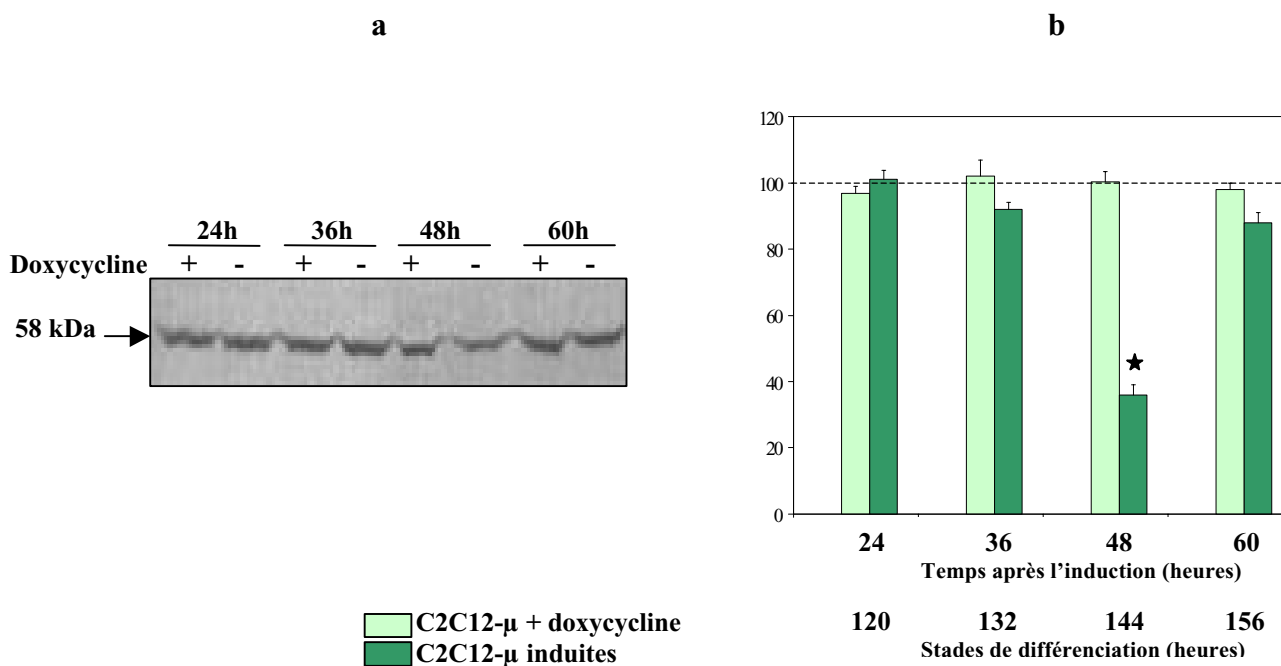 a
b
24h 36h 48h 60h
Doxycycline + - + - + - + -
58 kDa
120
100
80
60
40
20
0
24 36 48 60
Temps après l’induction (heures)
C2C12-µ + doxycycline
C2C12-µ induites
120 132 144 156
Stades de différenciation (heures)